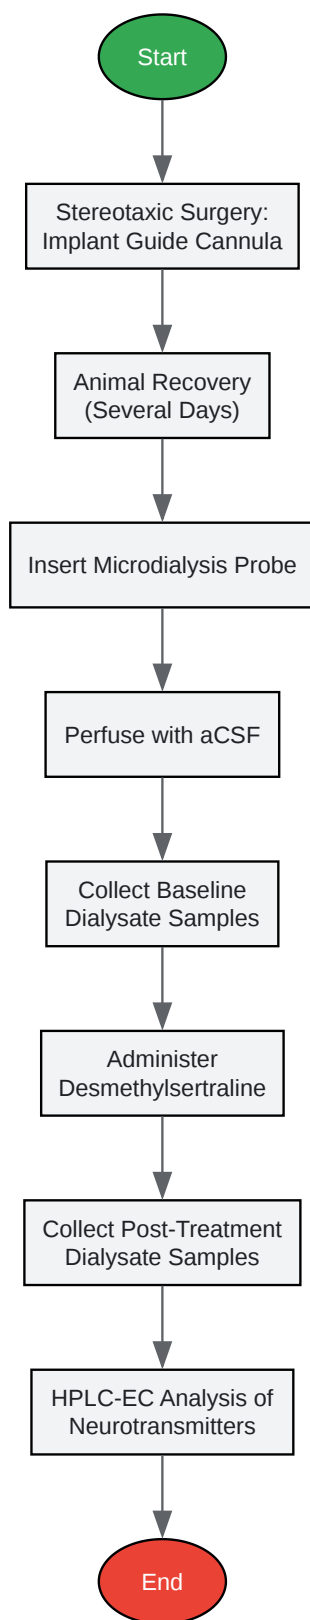 Start
Stereotaxic Surgery:
Implant Guide Cannula
Animal Recovery
(Several Days)
Insert Microdialysis Probe
Perfuse with aCSF
Collect Baseline
Dialysate Samples
Administer
Desmethylsertraline
Collect Post-Treatment
Dialysate Samples
HPLC-EC Analysis of
Neurotransmitters
End